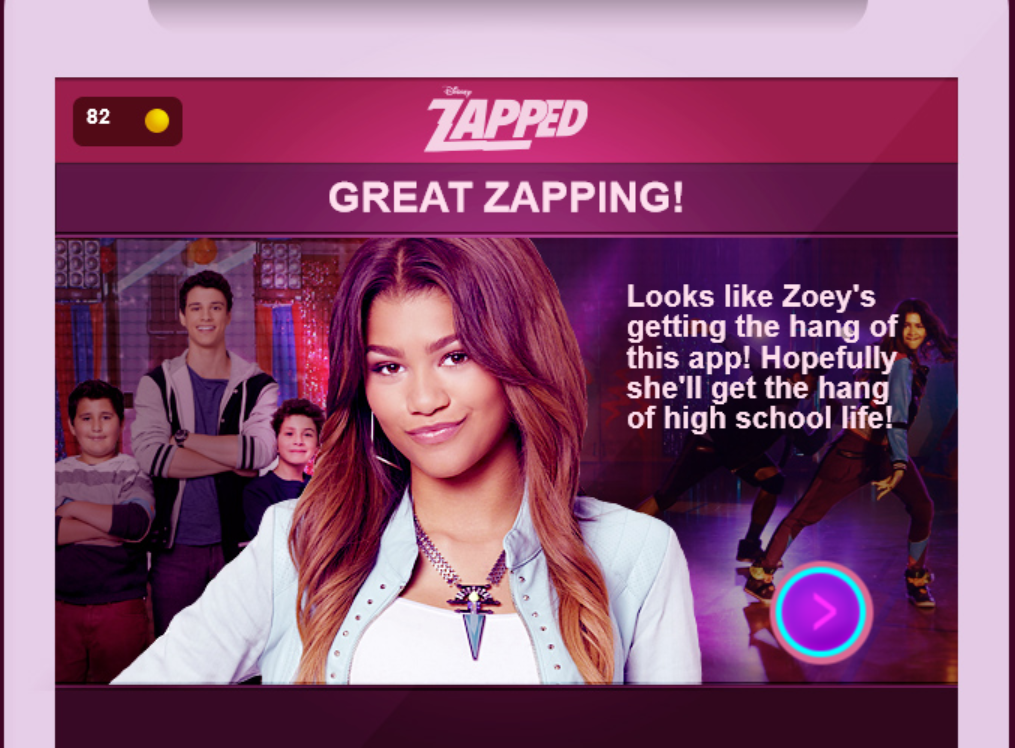 82
Disney
ZAPPED
GREAT ZAPPING!
Looks like Zoey's
getting the hang of
this app! Hopefully
she'll get the hang
of high school life!